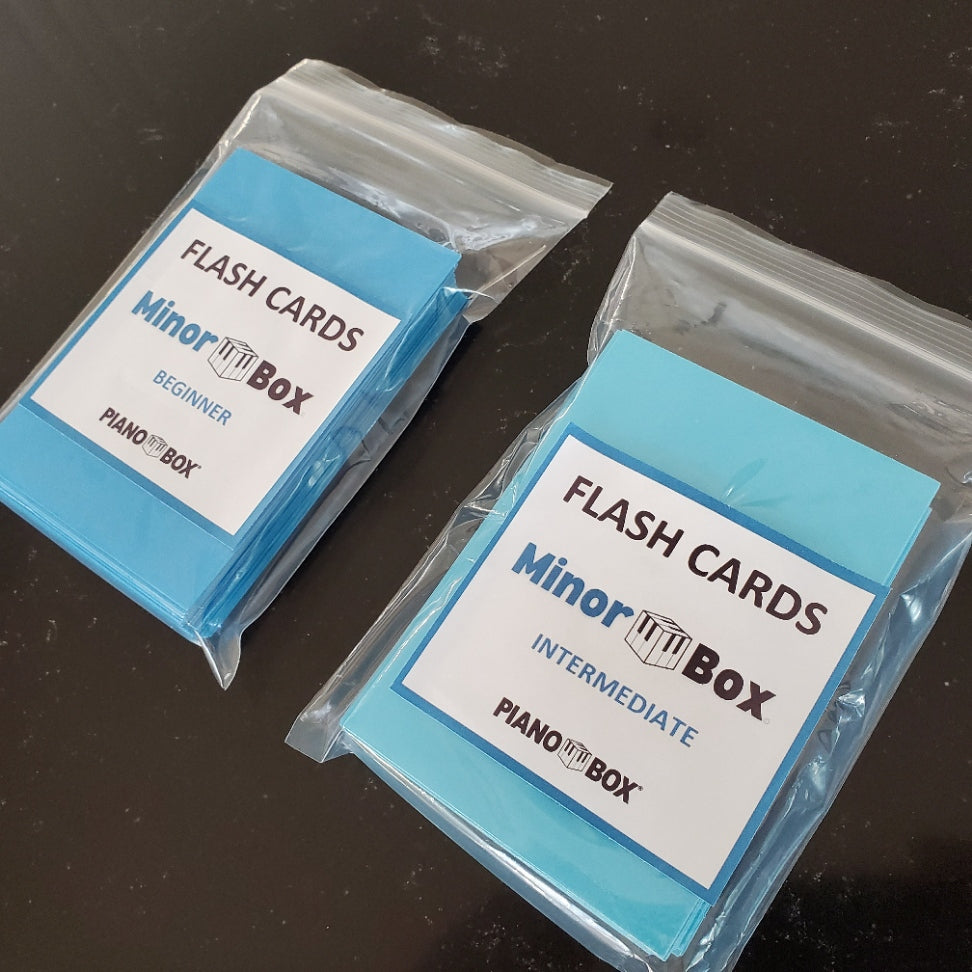 FLASH CARDS
Minor Box
BEGINNER
PIANO BOX®
FLASH CARDS
Minor Box
INTERMEDIATE
PIANO BOX®